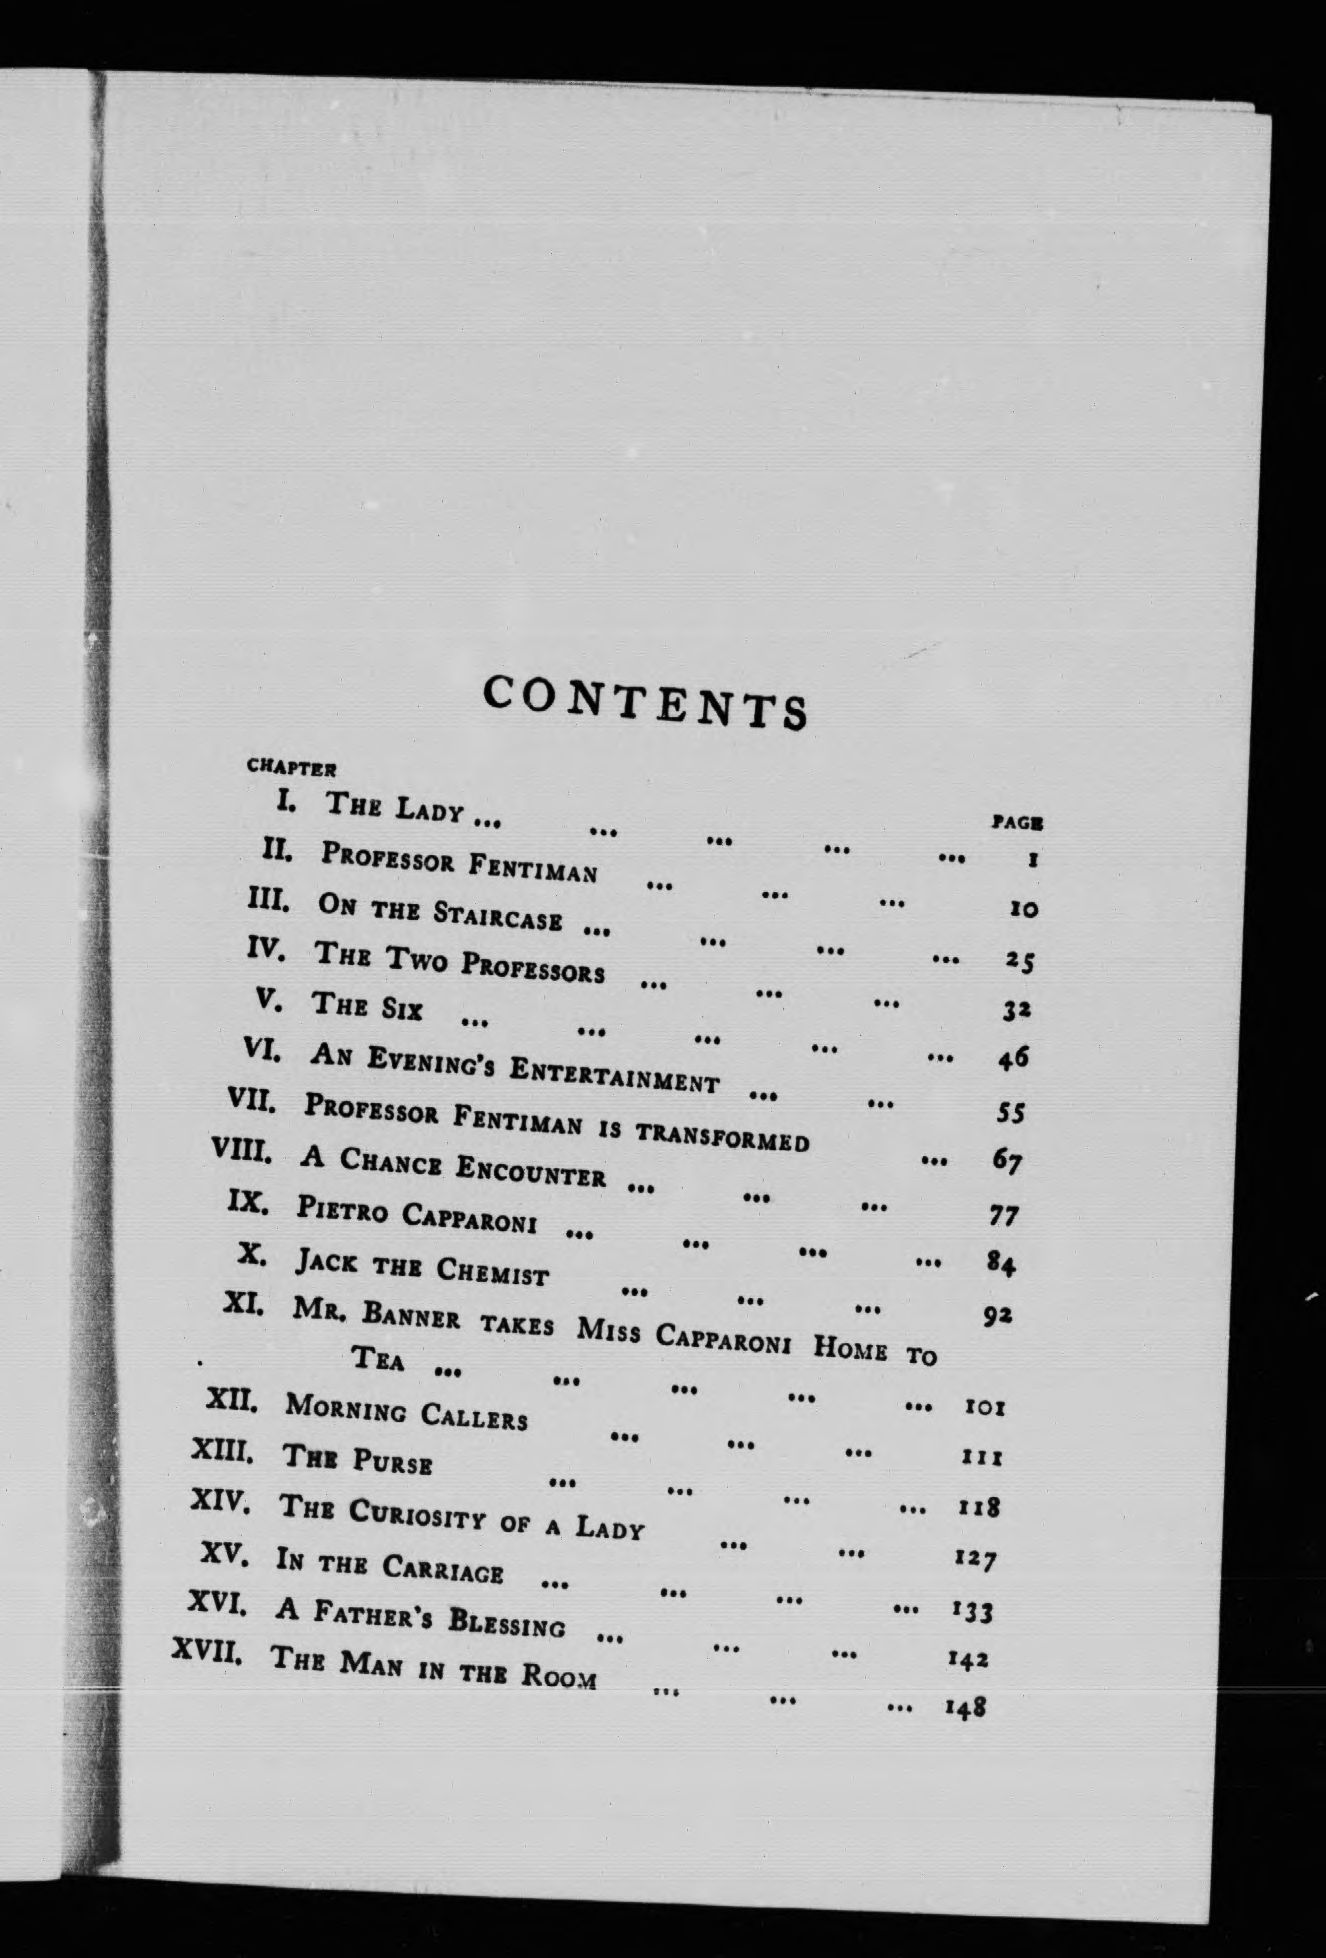 CONTENTS
CHAPTER PAGE
I. THE LADY ... ... ... ... ... 1
II. PROFESSOR FENTIMAN ... ... ... 10
III. ON THE STAIRCASE ... ... ... ... 25
IV. THE TWO PROFESSORS ... ... ... 32
V. THE SIX ... ... ... ... ... 46
VI. AN EVENING'S ENTERTAINMENT ... ... 55
VII. PROFESSOR FENTIMAN IS TRANSFORMED ... 67
VIII. A CHANCE ENCOUNTER ... ... ... 77
IX. PIETRO CAPPARONI ... ... ... ... 84
X. JACK THE CHEMIST ... ... ... 92
XI. MR. BANNER TAKES MISS CAPPARONI HOME TO
TEA ... ... ... ... ... 101
XII. MORNING CALLERS ... ... ... 111
XIII. THE PURSE ... ... ... ... 118
XIV. THE CURIOSITY OF A LADY ... ... 127
XV. IN THE CARRIAGE ... ... ... ... 133
XVI. A FATHER'S BLESSING ... ... ... 142
XVII. THE MAN IN THE ROOM ... ... ... 148